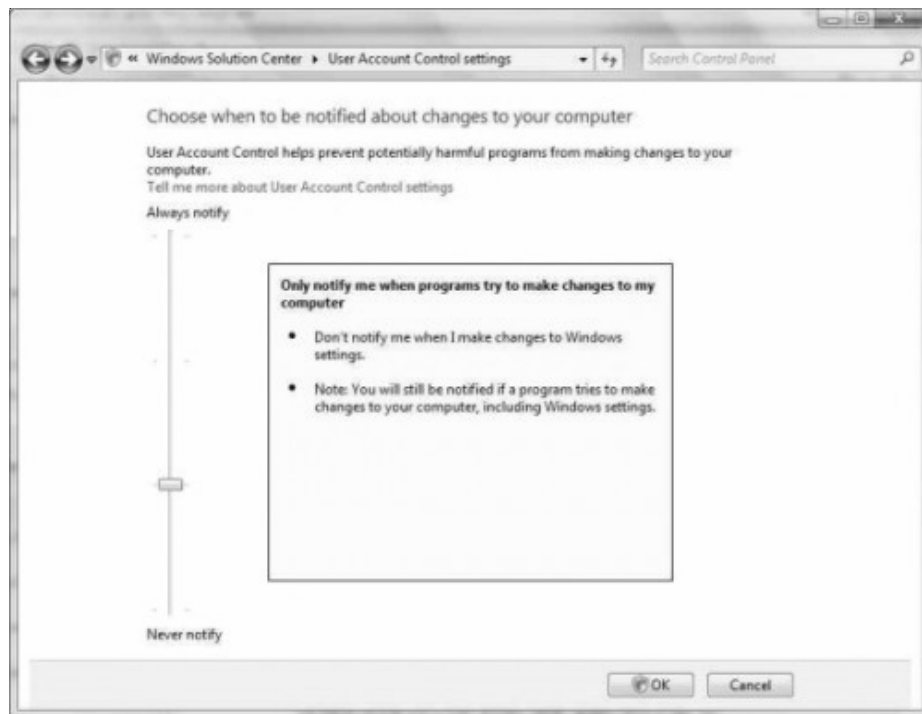 « Windows Solution Center ▸ User Account Control settings
Search Control Panel
Choose when to be notified about changes to your computer
User Account Control helps prevent potentially harmful programs from making changes to your
computer.
Tell me more about User Account Control settings
Always notify
Only notify me when programs try to make changes to my
computer
• Don't notify me when I make changes to Windows
settings.
• Note: You will still be notified if a program tries to make
changes to your computer, including Windows settings.
Never notify
OK
Cancel